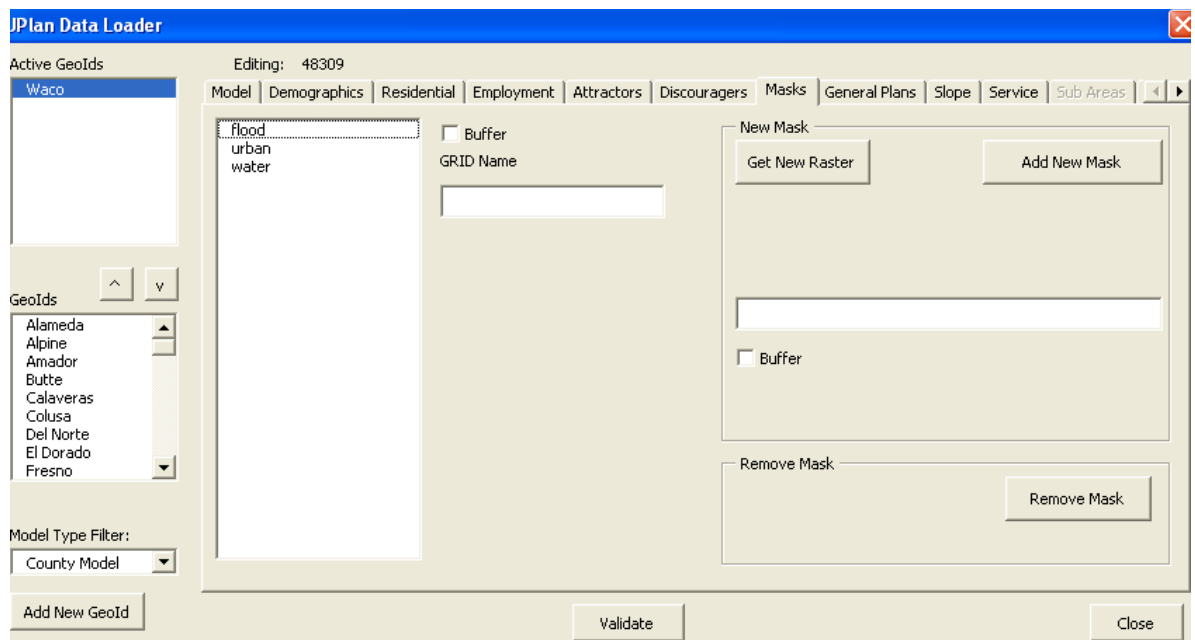 JPlan Data Loader
Active GeoIds
Editing: 48309
Waco
Model
Demographics
Residential
Employment
Attractors
Discouragers
Masks
General Plans
Slope
Service
Sub Areas
flood
urban
water
Buffer
GRID Name
New Mask
Get New Raster
Add New Mask
Buffer
Remove Mask
Remove Mask
^
v
GeoIds
Alameda
Alpine
Amador
Butte
Calaveras
Colusa
Del Norte
El Dorado
Fresno
Model Type Filter:
County Model
Add New GeoId
Validate
Close